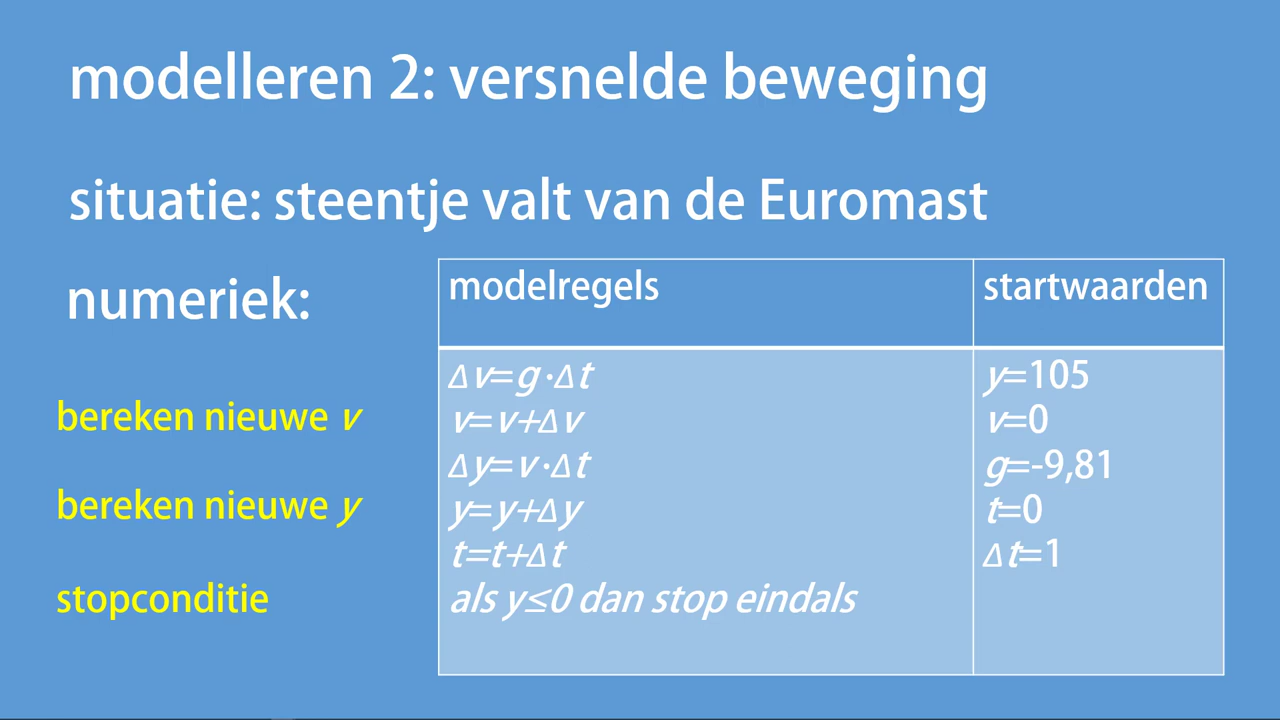 modelleren 2: versnelde beweging
situatie: steentje valt van de Euromast
numeriek:
modelregels
startwaarden
bereken nieuwe v
bereken nieuwe y
stopconditie
Δv=g·Δt
v=v+Δv
Δy=v·Δt
y=y+Δy
t=t+Δt
als y≤0 dan stop eindals
y=105
v=0
g=-9,81
t=0
Δt=1